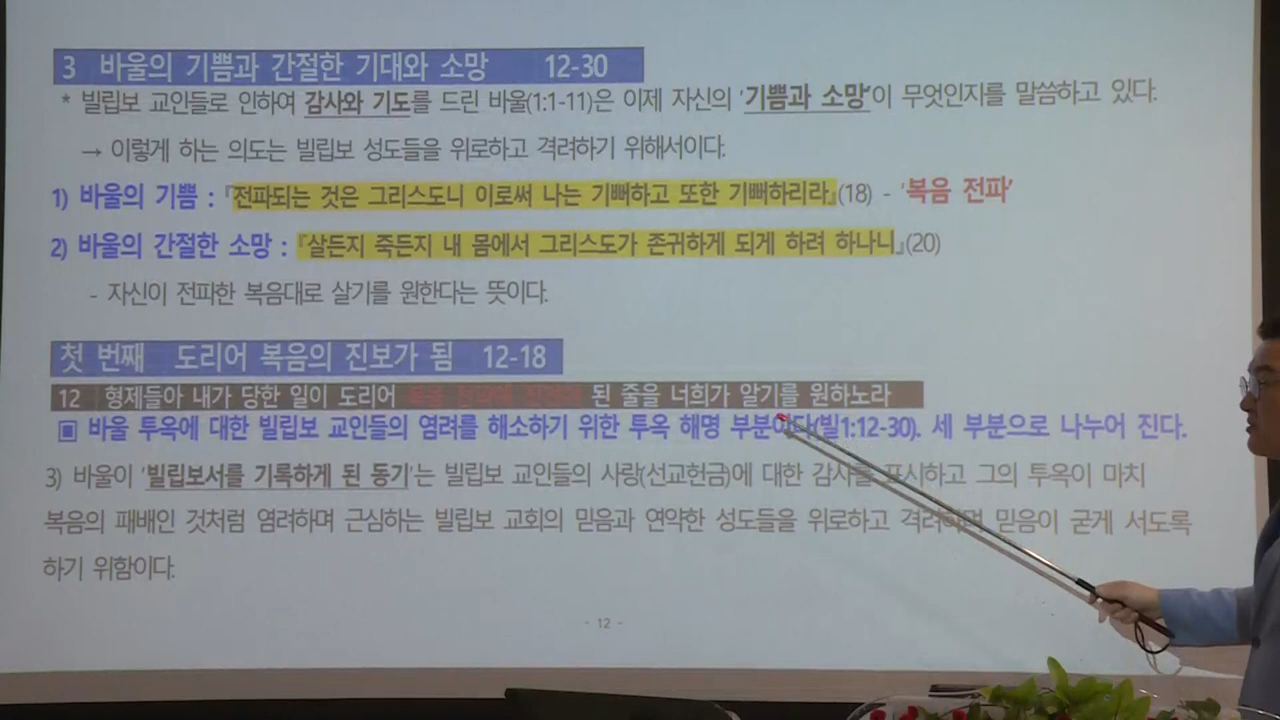 3 바울의 기쁨과 간절한 기대와 소망 12-30
* 빌립보 교인들로 인하여 감사와 기도를 드린 바울(1:1-11)은 이제 자신의 '기쁨과 소망'이 무엇인지를 말씀하고 있다.
→ 이렇게 하는 의도는 빌립보 성도들을 위로하고 격려하기 위해서이다.
1) 바울의 기쁨 : 『전파되는 것은 그리스도니 이로써 나는 기뻐하고 또한 기뻐하리라』(18) - '복음 전파'
2) 바울의 간절한 소망 : 『살든지 죽든지 내 몸에서 그리스도가 존귀하게 되게 하려 하나니』(20)
- 자신이 전파한 복음대로 살기를 원한다는 뜻이다.
첫 번째 도리어 복음의 진보가 됨 12-18
12 형제들아 내가 당한 일이 도리어 된 줄을 너희가 알기를 원하노라
▣ 바울 투옥에 대한 빌립보 교인들의 염려를 해소하기 위한 투옥 해명 부분이다(빌1:12-30). 세 부분으로 나누어 진다.
3) 바울이 '빌립보서를 기록하게 된 동기'는 빌립보 교인들의 사랑(선교헌금)에 대한 감사를 표시하고 그의 투옥이 마치
복음의 패배인 것처럼 염려하며 근심하는 빌립보 교회의 믿음과 연약한 성도들을 위로하고 격려하며 믿음이 굳게 서도록
하기 위함이다.
- 12 -